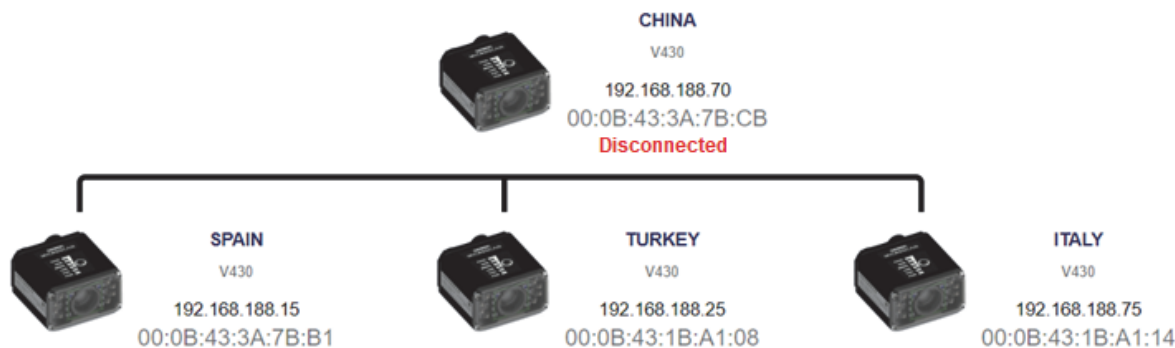 CHINA
V430
192.168.188.70
00:0B:43:3A:7B:CB
Disconnected
SPAIN
V430
192.168.188.15
00:0B:43:3A:7B:B1
TURKEY
V430
192.168.188.25
00:0B:43:1B:A1:08
ITALY
V430
192.168.188.75
00:0B:43:1B:A1:14